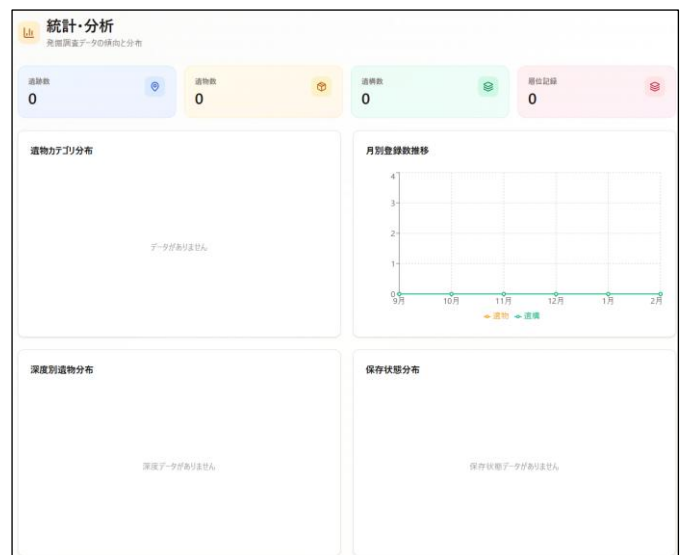 統計・分析
発掘調査データの傾向と分布
遺跡数
0
遺物数
0
遺構数
0
層位記録
0
遺物カテゴリ分布
データがありません
月別登録数推移
4
3
2
1
0
9月 10月 11月 12月 1月 2月
遺物 遺構
深度別遺物分布
深度データがありません
保存状態分布
保存状態データがありません